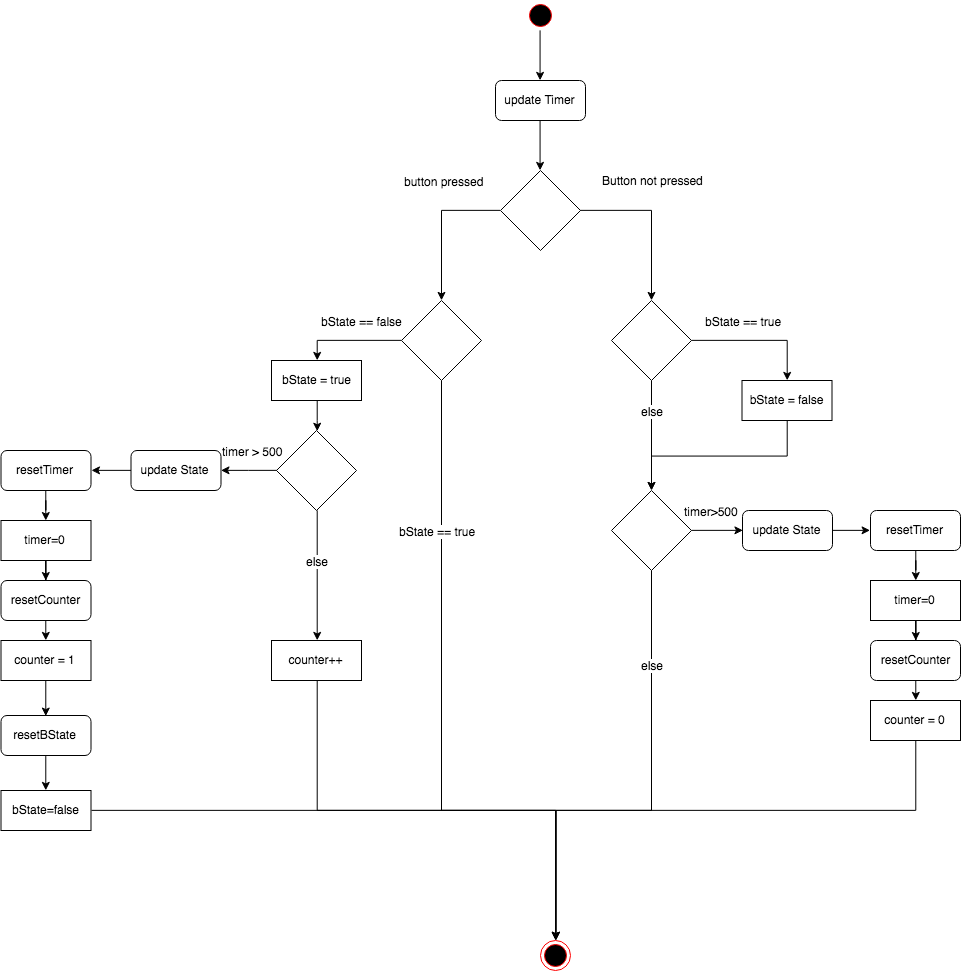 update Timer
button pressed
Button not pressed
bState == false
bState == true
bState = true
bState = false
else
timer > 500
update State
resetTimer
timer>500
update State
resetTimer
bState == true
timer=0
else
resetCounter
timer=0
counter = 1
counter++
else
resetCounter
resetBState
counter = 0
bState=false